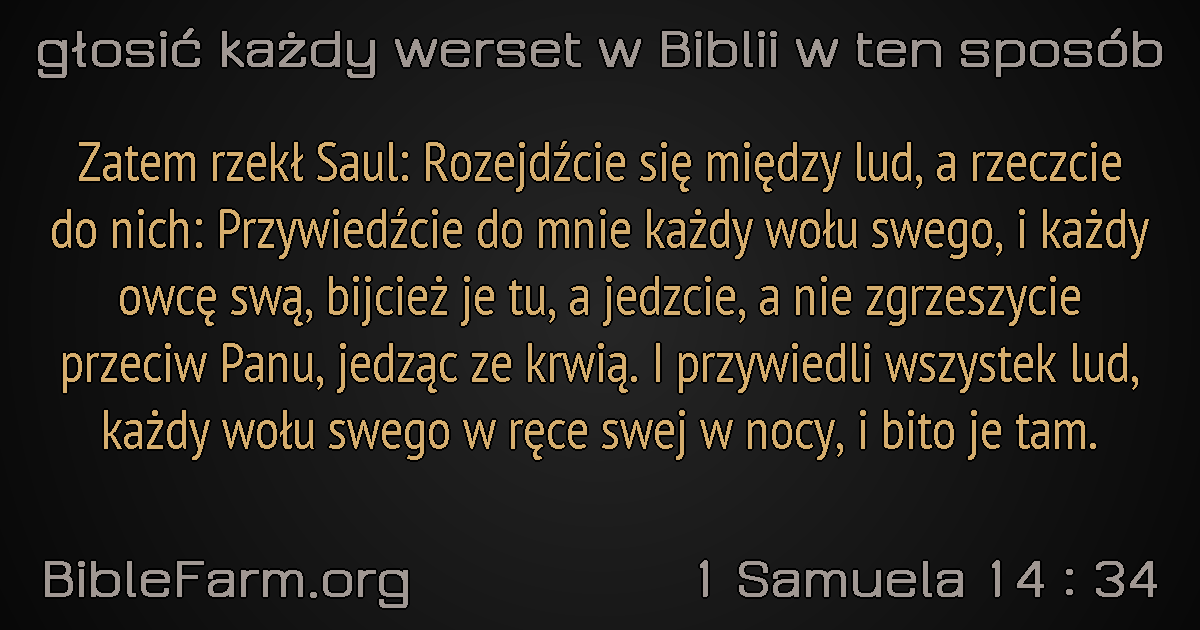 głosić każdy werset w Biblii w ten sposób
Zatem rzekł Saul: Rozejdźcie się między lud, a rzeczcie
do nich: Przywiedźcie do mnie każdy wołu swego, i każdy
owcę swą, bijcież je tu, a jedzcie, a nie zgrzeszycie
przeciw Panu, jedząc ze krwią. I przywiedli wszystek lud,
każdy wołu swego w ręce swej w nocy, i bito je tam.
BibleFarm.org
1 Samuela 14 : 34